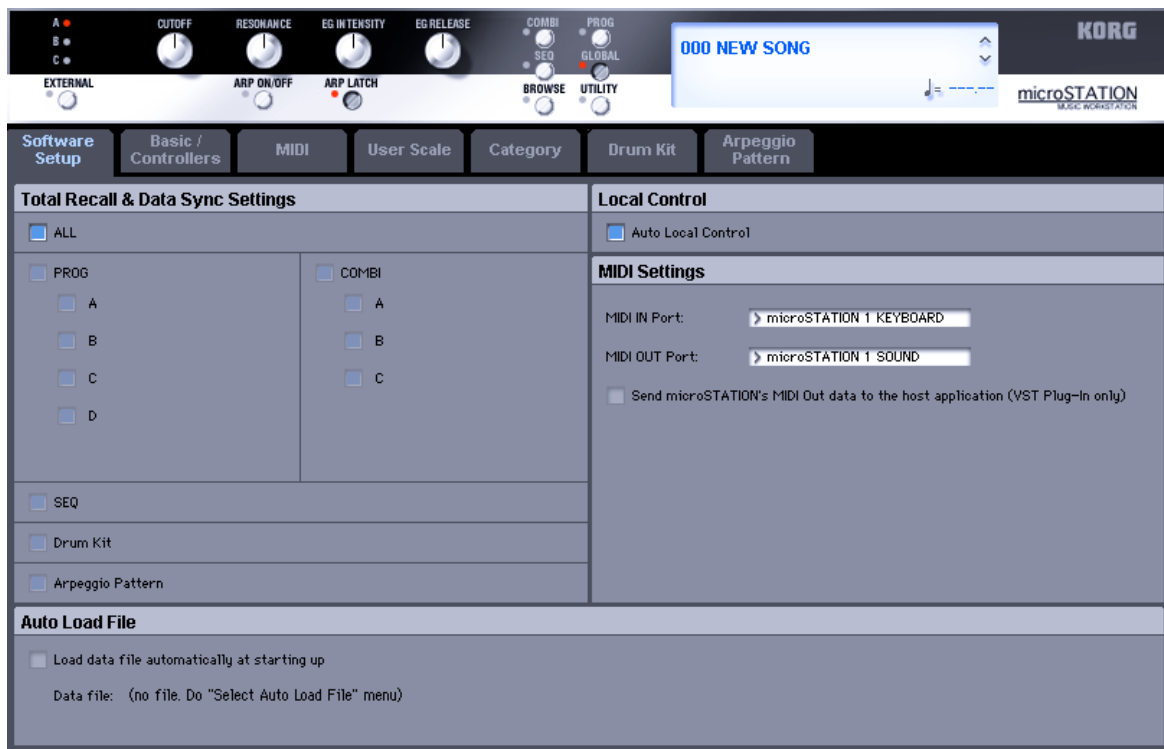 A
B
C
CUTOFF
RESONANCE
EG INTENSITY
EG RELEASE
COMBI
PROG
SEQ
GLOBAL
EXTERNAL
ARP ON/OFF
ARP LATCH
BROWSE
UTILITY
000 NEW SONG
♩= ---.--
KORG
microSTATION
MUSIC WORKSTATION
Software Setup
Basic / Controllers
MIDI
User Scale
Category
Drum Kit
Arpeggio Pattern
Total Recall & Data Sync Settings
ALL
PROG
A
B
C
D
COMBI
A
B
C
SEQ
Drum Kit
Arpeggio Pattern
Local Control
Auto Local Control
MIDI Settings
MIDI IN Port: > microSTATION 1 KEYBOARD
MIDI OUT Port: > microSTATION 1 SOUND
Send microSTATION's MIDI Out data to the host application (VST Plug-In only)
Auto Load File
Load data file automatically at starting up
Data file: (no file. Do "Select Auto Load File" menu)